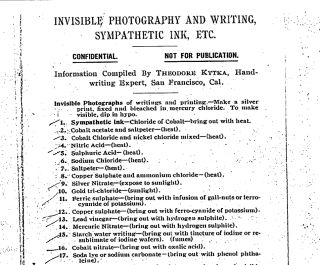 INVISIBLE PHOTOGRAPHY AND WRITING,
SYMPATHETIC INK, ETC.
CONFIDENTIAL. NOT FOR PUBLICATION.
Information Compiled By THEODORE KYTKA, Hand-
writing Expert, San Francisco, Cal.
Invisible Photographs of writings and printing.—Make a silver
print, fixed and bleached in mercury chloride. To make
visible, dip in hypo.
1. Sympathetic ink—Chloride of Cobalt—bring out with heat.
2. Cobalt acetate and saltpeter—(heat).
3. Cobalt Chloride and nickel chloride mixed—(heat).
4. Nitric Acid—(heat).
5. Sulphuric Acid—(heat).
6. Sodium Chloride—(heat).
7. Saltpeter—(heat).
8. Copper Sulphate and ammonium chloride—(heat).
9. Silver Nitrate—(expose to sunlight).
10. Gold tri-chloride—(sunlight).
11. Ferric sulphate—(bring out with infusion of gall-nuts or ferro-
cyanide of potassium).
12. Copper sulphate—(bring out with ferro-cyanide of potassium).
13. Lead vinegar—(bring out with hydrogen sulphite).
14. Mercuric Nitrate—(bring out with hydrogen sulphide).
15. Starch water writing—(bring out with tincture of iodine or re-
sublimate of iodine wafers). (fumes)
16. Cobalt nitrate—(bring out with oxalic acid).
17. Soda lye or sodium carbonate—(bring out with phenol phtha-
leine).